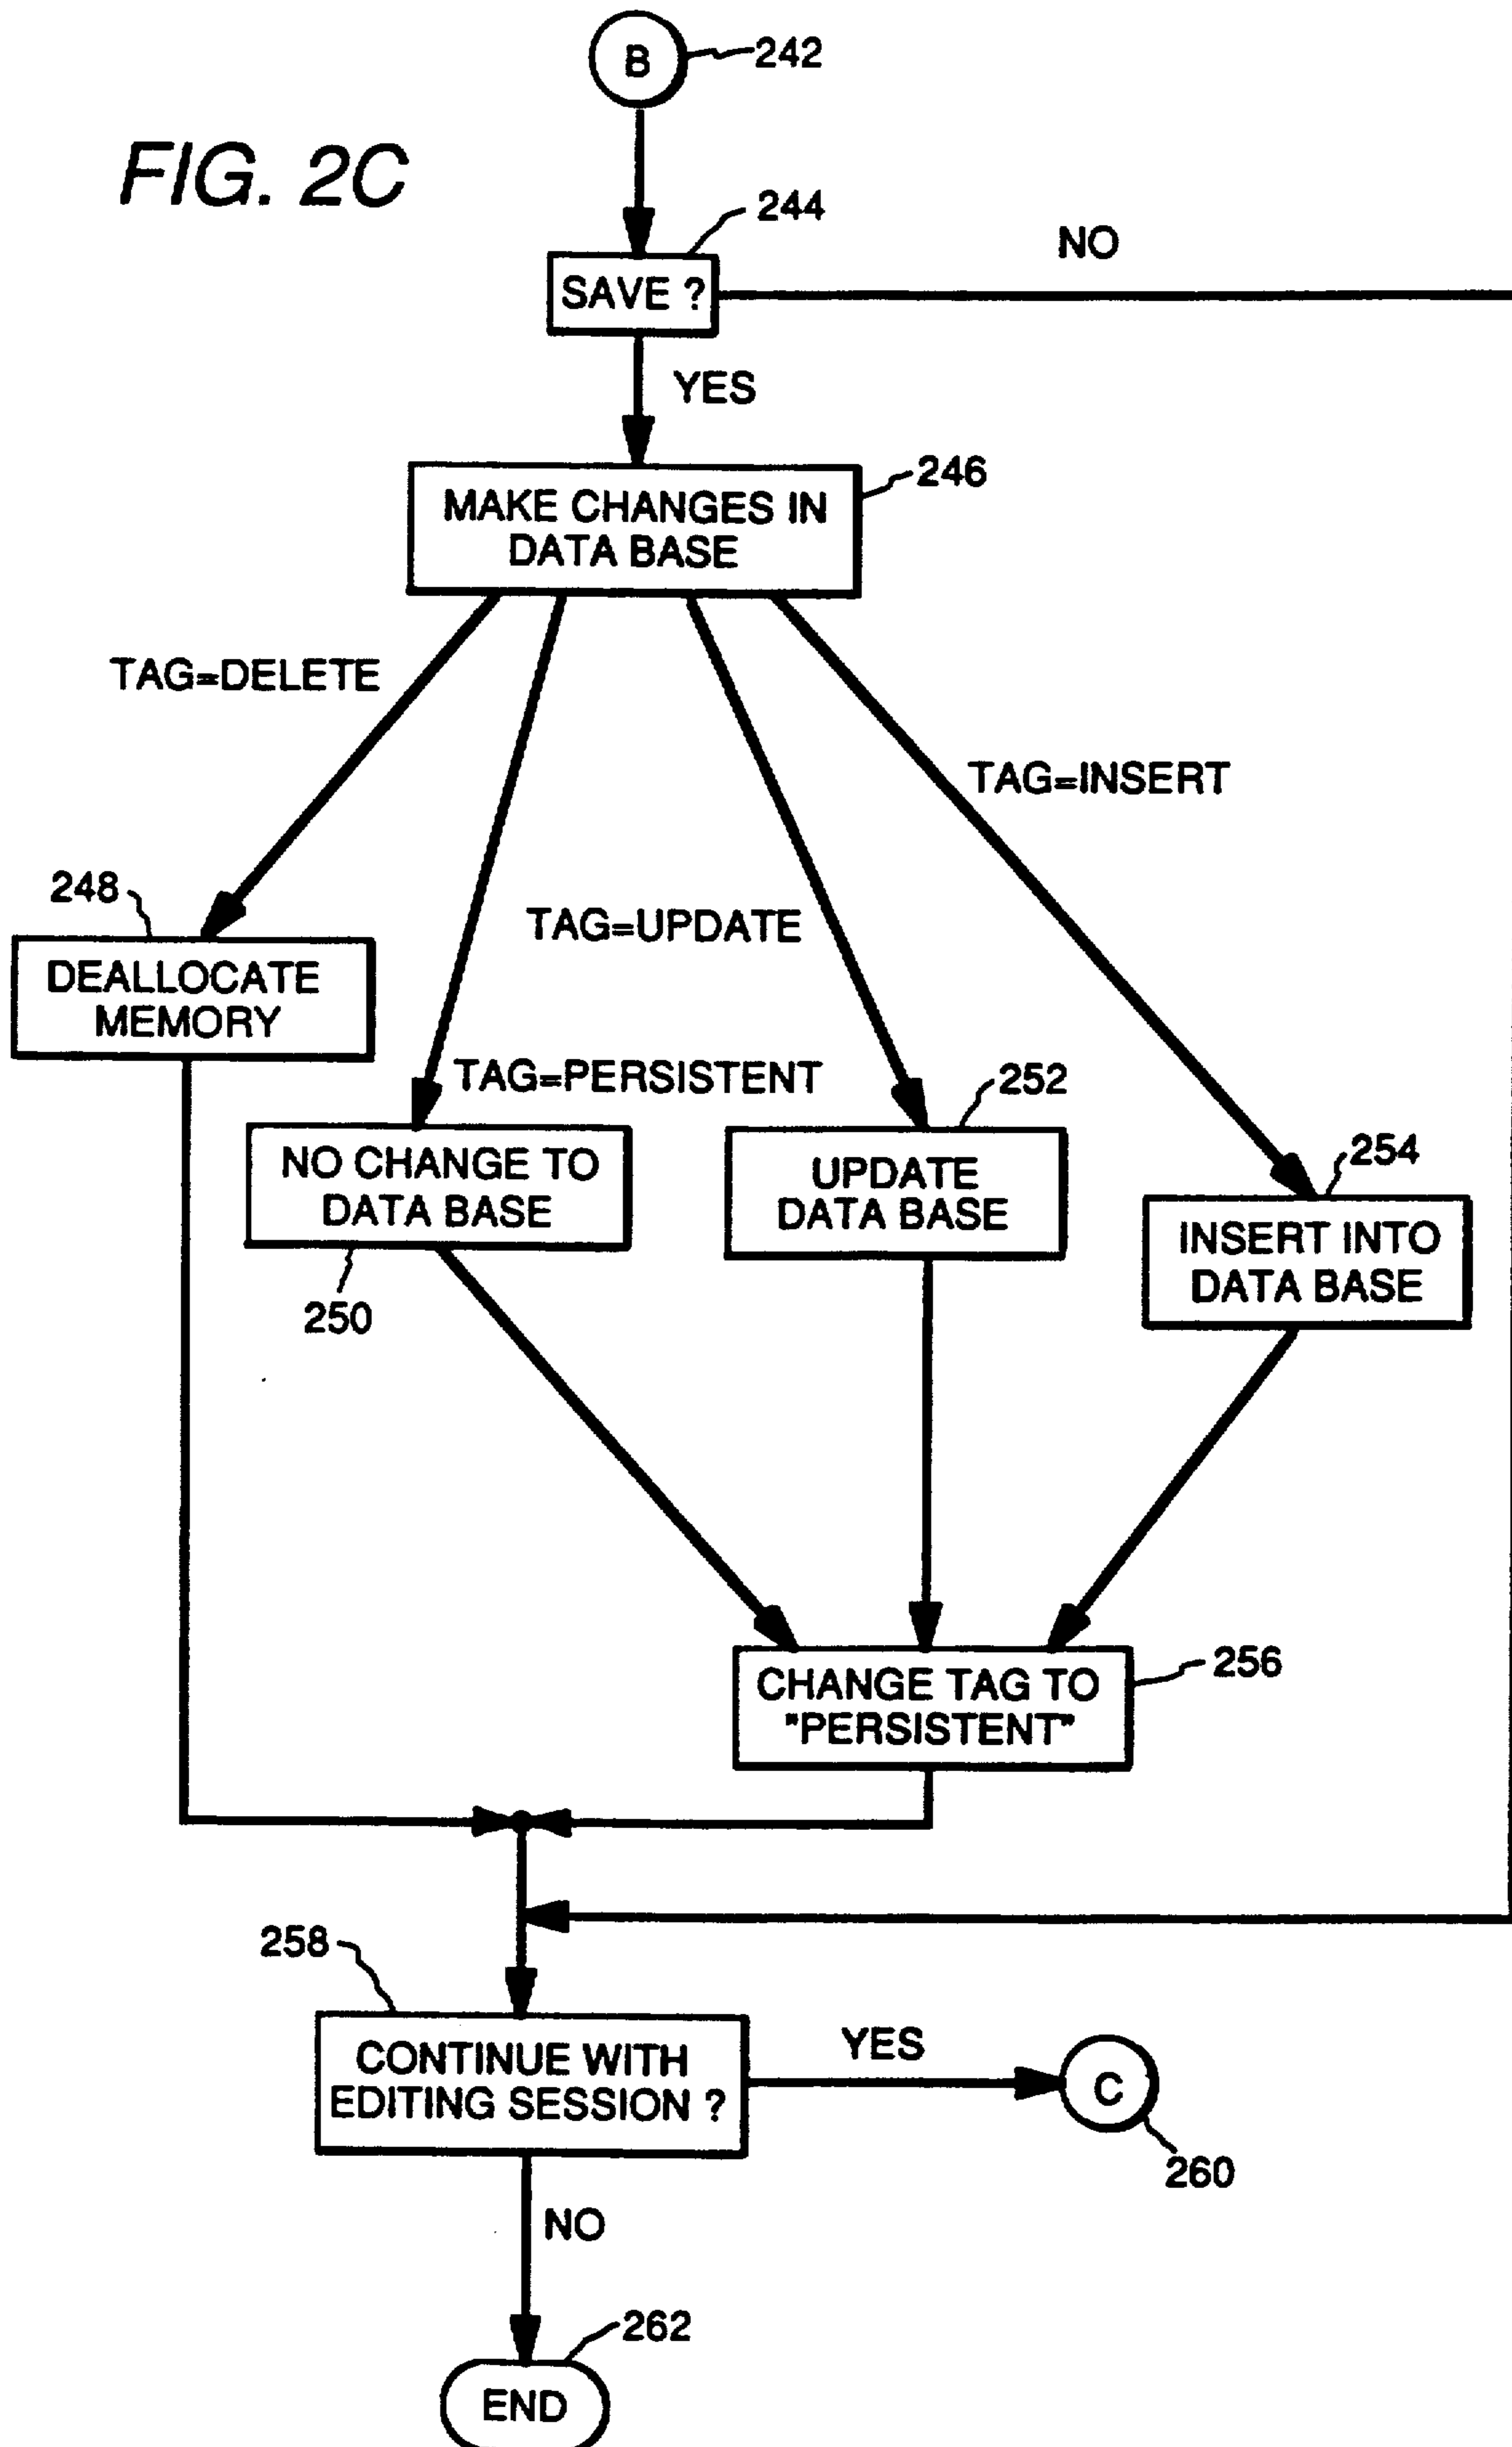 B
242
FIG. 2C
244
NO
SAVE ?
YES
246
MAKE CHANGES IN
DATA BASE
TAG=DELETE
TAG=INSERT
248
TAG=UPDATE
DEALLOCATE
MEMORY
TAG=PERSISTENT
252
NO CHANGE TO
DATA BASE
UPDATE
DATA BASE
254
INSERT INTO
DATA BASE
250
256
CHANGE TAG TO
"PERSISTENT"
258
CONTINUE WITH
EDITING SESSION ?
YES
C
260
NO
262
END